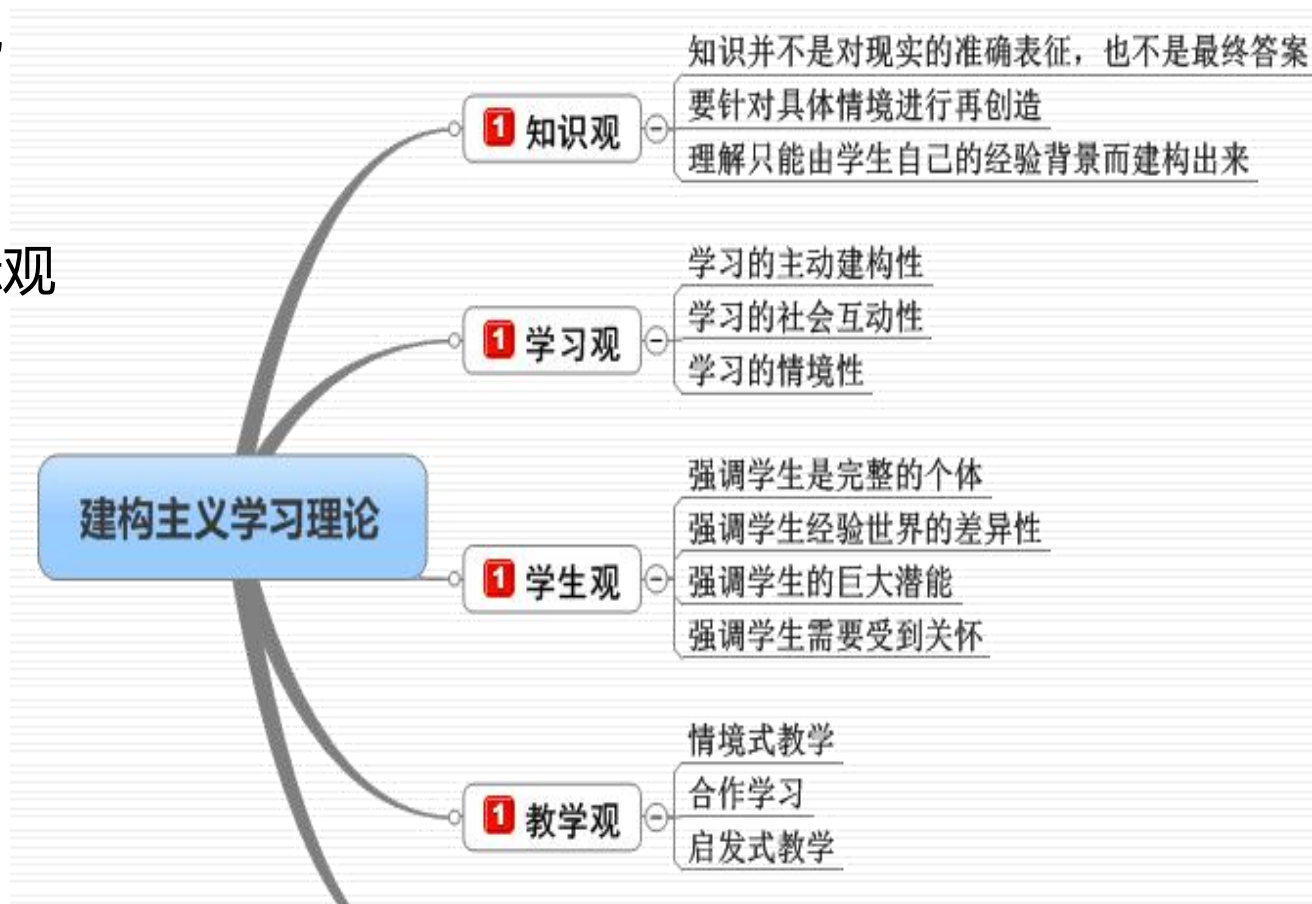 知识并不是对现实的准确表征，也不是最终答案
要针对具体情境进行再创造
理解只能由学生自己的经验背景而建构出来
1 知识观
观
学习的主动建构性
学习的社会互动性
学习的情境性
1 学习观
建构主义学习理论
强调学生是完整的个体
强调学生经验世界的差异性
强调学生的巨大潜能
强调学生需要受到关怀
1 学生观
情境式教学
合作学习
启发式教学
1 教学观